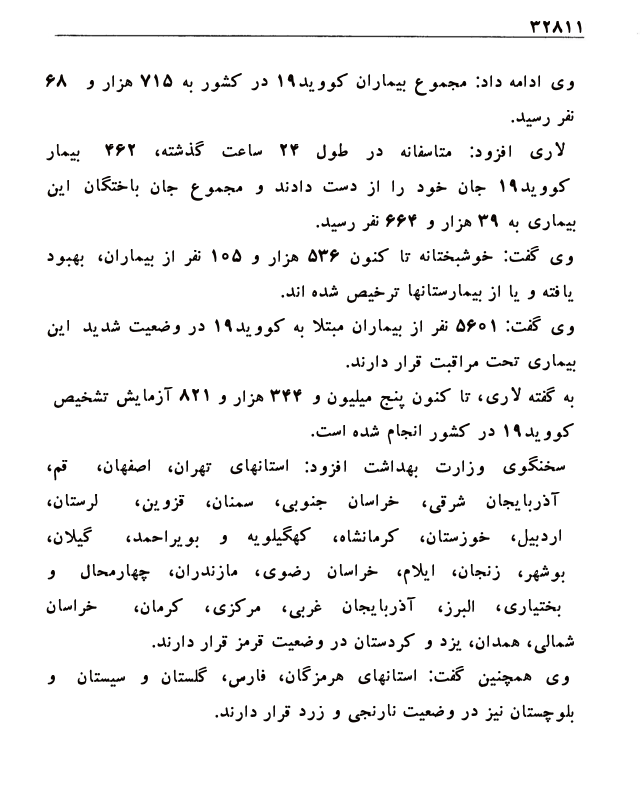 ۳۲۸۱۱
وی ادامه داد: مجموع بیماران کووید۱۹ در کشور به ۷۱۵ هزار و ۶۸
نفر رسید.
لاری افزود: متاسفانه در طول ۲۴ ساعت گذشته، ۴۶۲ بیمار
کووید۱۹ جان خود را از دست دادند و مجموع جان باختگان این
بیماری به ۳۹ هزار و ۶۶۴ نفر رسید.
وی گفت: خوشبختانه تا کنون ۵۳۶ هزار و ۱۰۵ نفر از بیماران، بهبود
یافته و یا از بیمارستانها ترخیص شده اند.
وی گفت: ۵۶۰۱ نفر از بیماران مبتلا به کووید۱۹ در وضعیت شدید این
بیماری تحت مراقبت قرار دارند.
به گفته لاری، تا کنون پنج میلیون و ۳۴۴ هزار و ۸۲۱ آزمایش تشخیص
کووید۱۹ در کشور انجام شده است.
سخنگوی وزارت بهداشت افزود: استانهای تهران، اصفهان، قم،
آذربایجان شرقی، خراسان جنوبی، سمنان، قزوین، لرستان،
اردبیل، خوزستان، کرمانشاه، کهگیلویه و بویراحمد، گیلان،
بوشهر، زنجان، ایلام، خراسان رضوی، مازندران، چهارمحال و
بختیاری، البرز، آذربایجان غربی، مرکزی، کرمان، خراسان
شمالی، همدان، یزد و کردستان در وضعیت قرمز قرار دارند.
وی همچنین گفت: استانهای هرمزگان، فارس، گلستان و سیستان و
بلوچستان نیز در وضعیت نارنجی و زرد قرار دارند.